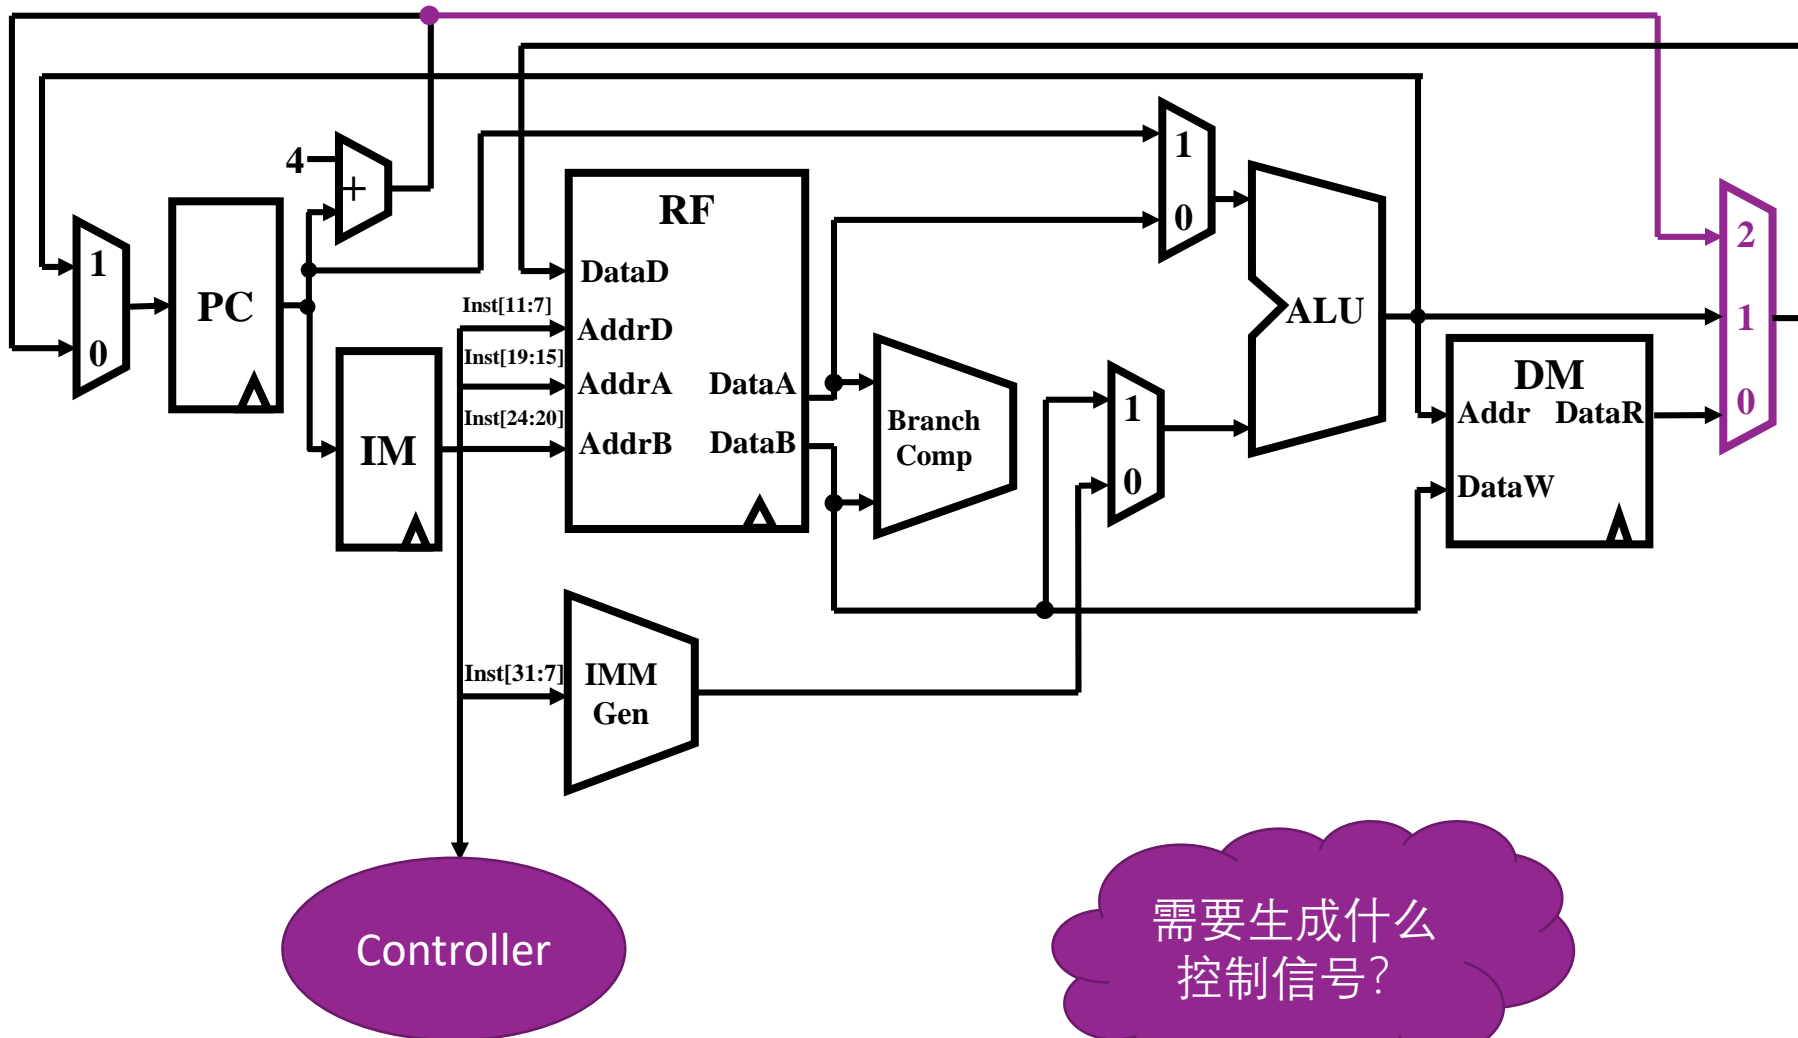 4
+
1
0
PC
IM
Inst[11:7]
Inst[19:15]
Inst[24:20]
Inst[31:7]
RF
DataD
AddrD
AddrA
AddrB
DataA
DataB
IMM
Gen
Branch
Comp
1
0
1
0
ALU
DM
Addr
DataR
DataW
2
1
0
Controller
需要生成什么
控制信号？